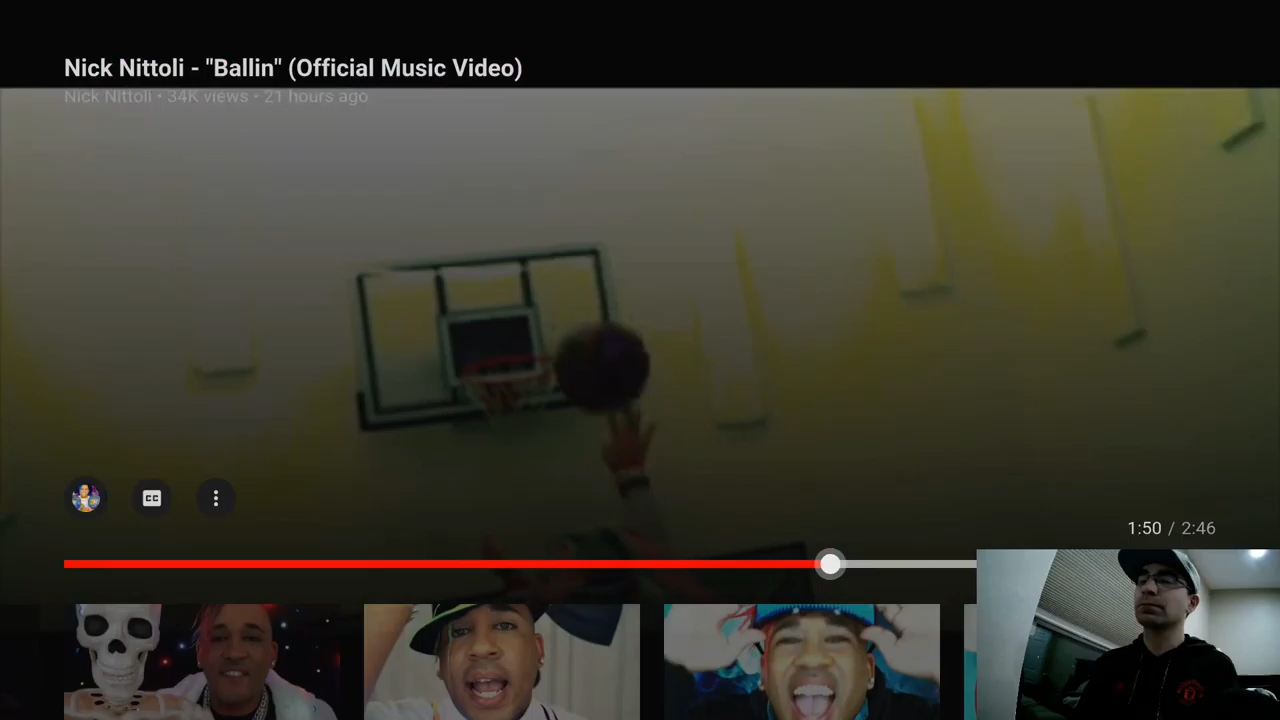 Nick Nittoli - "Ballin" (Official Music Video)
Nick Nittoli • 34K views • 21 hours ago
CC
1:50 / 2:46